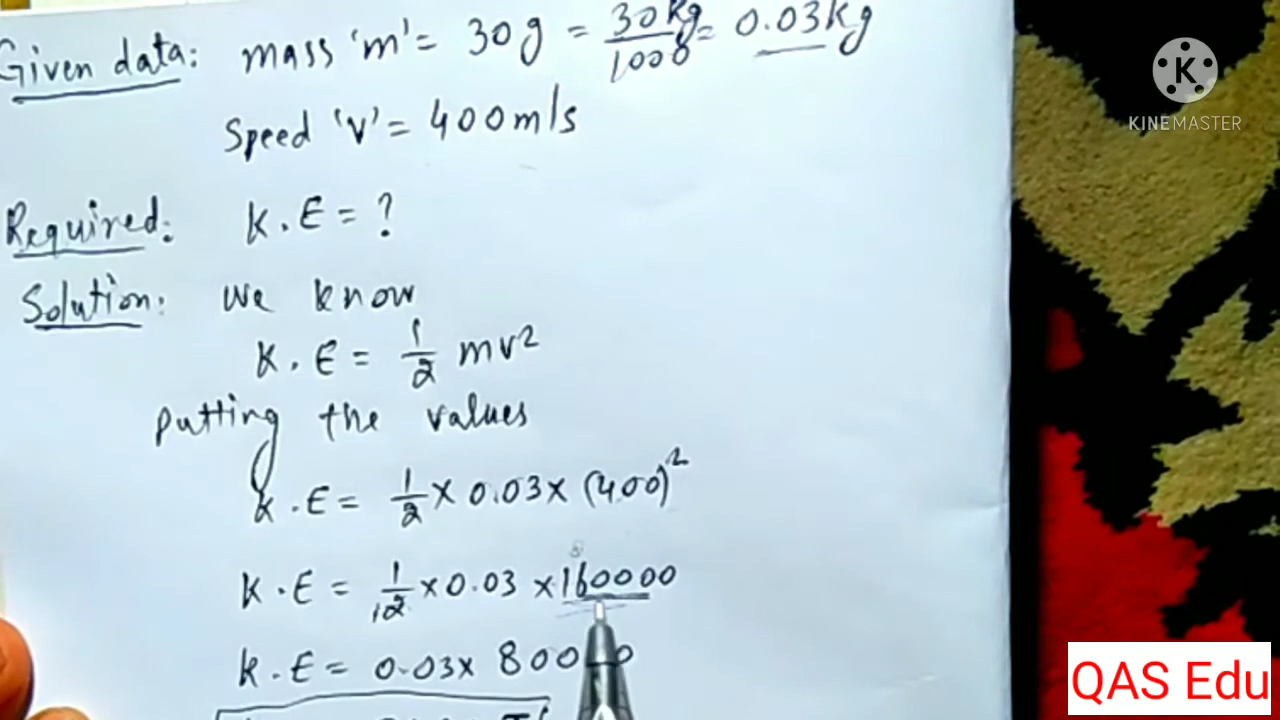 Given data: mass 'm' = 30g = 30kg/1000 = 0.03kg
Speed 'v' = 400m/s
Required: K.E = ?
Solution: we know
K.E = 1/2 mv²
Putting the values
K.E = 1/2 × 0.03 × (400)²
K.E = 1/2 × 0.03 × 160000
K.E = 0.03 × 80000
K
KINEMASTER
QAS Edu